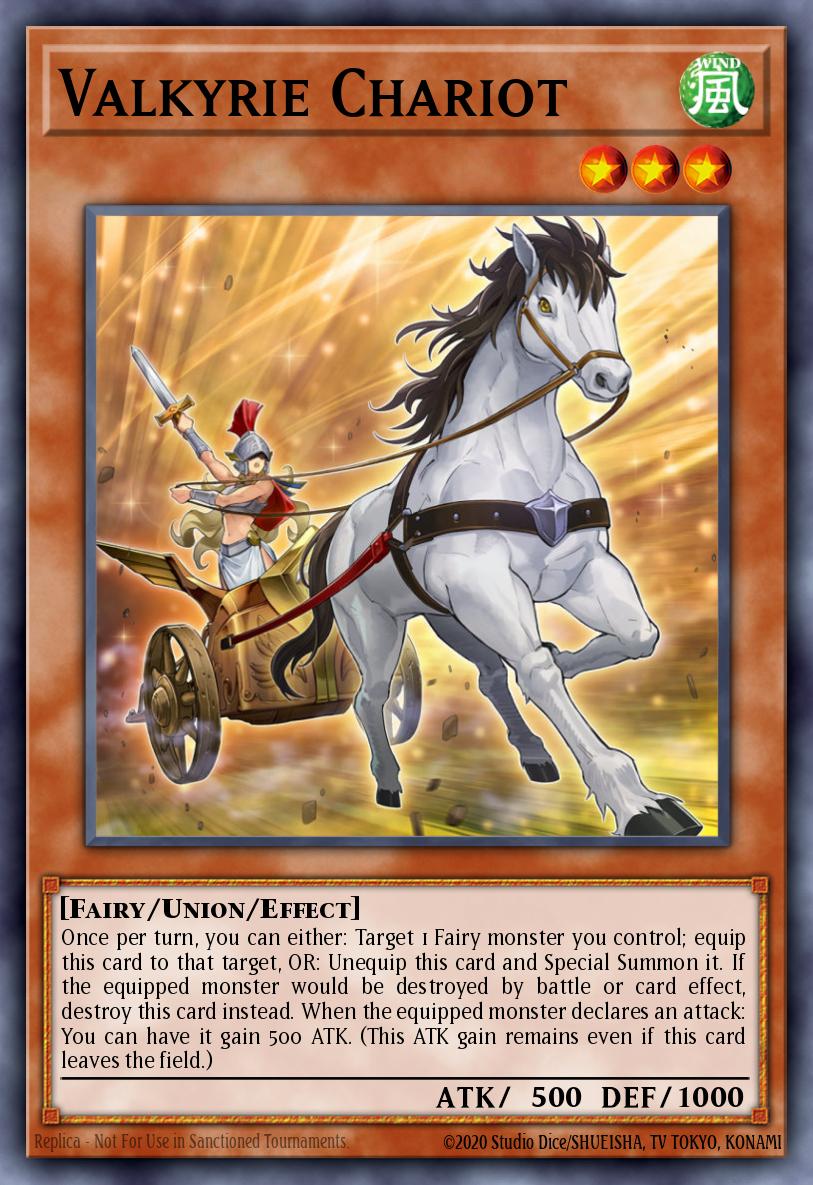 Valkyrie Chariot
WIND
風
[Fairy/Union/Effect]
Once per turn, you can either: Target 1 Fairy monster you control; equip
this card to that target, OR: Unequip this card and Special Summon it. If
the equipped monster would be destroyed by battle or card effect,
destroy this card instead. When the equipped monster declares an attack:
You can have it gain 500 ATK. (This ATK gain remains even if this card
leaves the field.)
ATK/ 500 DEF/1000
Replica - Not For Use in Sanctioned Tournaments.
©2020 Studio Dice/SHUEISHA, TV TOKYO, KONAMI